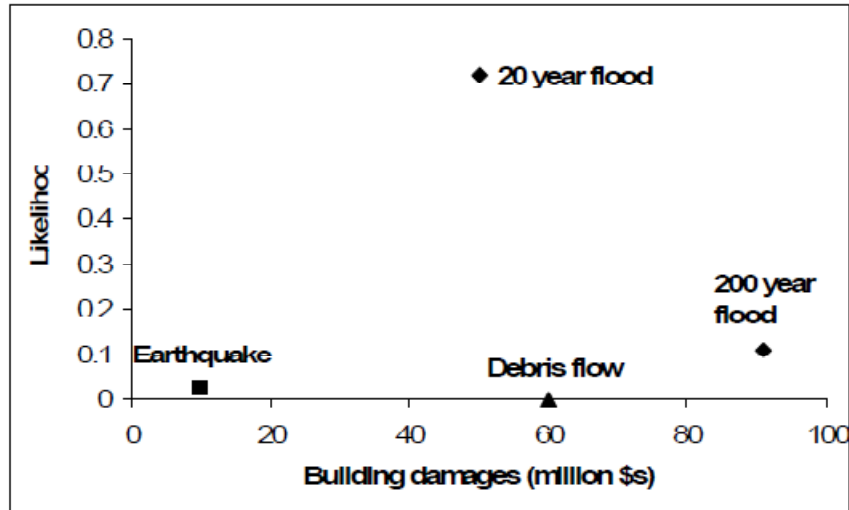 0.8
0.7
0.6
0.5
0.4
0.3
0.2
0.1
0
Likelihoc
20 year flood
200 year
flood
Earthquake
Debris flow
0 20 40 60 80 100
Building damages (million $s)